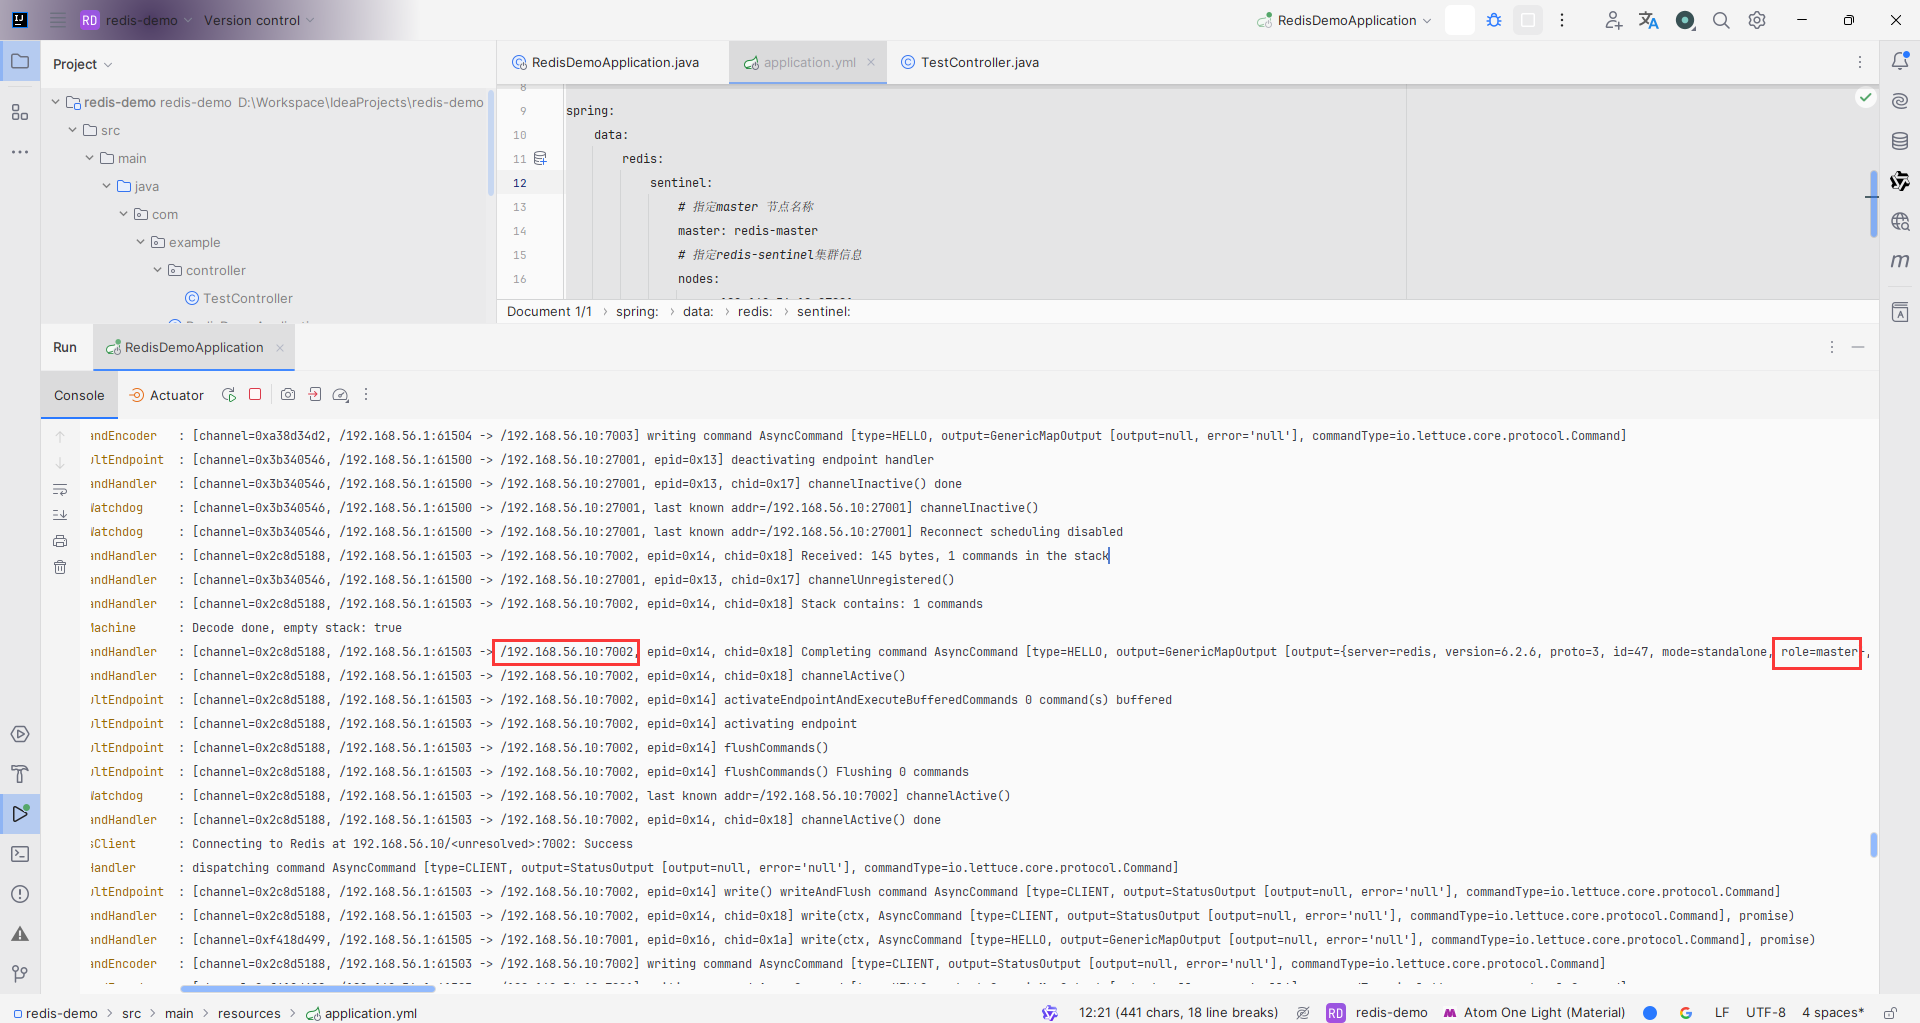 RD redis-demo Version control RedisDemoApplication
Project
RedisDemoApplication.java application.yml TestController.java
redis-demo redis-demo D:\Workspace\IdeaProjects\redis-demo
src
main
java
com
example
controller
TestController
8
9 spring:
10 data:
11 redis:
12 sentinel:
13 # 指定master 节点名称
14 master: redis-master
15 # 指定redis-sentinel集群信息
16 nodes:
Document 1/1 › spring: › data: › redis: › sentinel:
Run RedisDemoApplication
Console Actuator
andEncoder : [channel=0xa38d34d2, /192.168.56.1:61504 -> /192.168.56.10:7003] writing command AsyncCommand [type=HELLO, output=GenericMapOutput [output=null, error='null'], commandType=io.lettuce.core.protocol.Command]
ultEndpoint : [channel=0x3b340546, /192.168.56.1:61500 -> /192.168.56.10:27001, epid=0x13] deactivating endpoint handler
andHandler : [channel=0x3b340546, /192.168.56.1:61500 -> /192.168.56.10:27001, epid=0x13, chid=0x17] channelInactive() done
Watchdog : [channel=0x3b340546, /192.168.56.1:61500 -> /192.168.56.10:27001, last known addr=/192.168.56.10:27001] channelInactive()
Watchdog : [channel=0x3b340546, /192.168.56.1:61500 -> /192.168.56.10:27001, last known addr=/192.168.56.10:27001] Reconnect scheduling disabled
andHandler : [channel=0x2c8d5188, /192.168.56.1:61503 -> /192.168.56.10:7002, epid=0x14, chid=0x18] Received: 145 bytes, 1 commands in the stack
andHandler : [channel=0x3b340546, /192.168.56.1:61500 -> /192.168.56.10:27001, epid=0x13, chid=0x17] channelUnregistered()
andHandler : [channel=0x2c8d5188, /192.168.56.1:61503 -> /192.168.56.10:7002, epid=0x14, chid=0x18] Stack contains: 1 commands
Machine : Decode done, empty stack: true
andHandler : [channel=0x2c8d5188, /192.168.56.1:61503 -> /192.168.56.10:7002, epid=0x14, chid=0x18] Completing command AsyncCommand [type=HELLO, output=GenericMapOutput [output={server=redis, version=6.2.6, proto=3, id=47, mode=standalone, role=master,
andHandler : [channel=0x2c8d5188, /192.168.56.1:61503 -> /192.168.56.10:7002, epid=0x14, chid=0x18] channelActive()
ultEndpoint : [channel=0x2c8d5188, /192.168.56.1:61503 -> /192.168.56.10:7002, epid=0x14] activateEndpointAndExecuteBufferedCommands 0 command(s) buffered
ultEndpoint : [channel=0x2c8d5188, /192.168.56.1:61503 -> /192.168.56.10:7002, epid=0x14] activating endpoint
ultEndpoint : [channel=0x2c8d5188, /192.168.56.1:61503 -> /192.168.56.10:7002, epid=0x14] flushCommands()
ultEndpoint : [channel=0x2c8d5188, /192.168.56.1:61503 -> /192.168.56.10:7002, epid=0x14] flushCommands() Flushing 0 commands
Watchdog : [channel=0x2c8d5188, /192.168.56.1:61503 -> /192.168.56.10:7002, last known addr=/192.168.56.10:7002] channelActive()
andHandler : [channel=0x2c8d5188, /192.168.56.1:61503 -> /192.168.56.10:7002, epid=0x14, chid=0x18] channelActive() done
sClient : Connecting to Redis at 192.168.56.10/<unresolved>:7002: Success
Handler : dispatching command AsyncCommand [type=CLIENT, output=StatusOutput [output=null, error='null'], commandType=io.lettuce.core.protocol.Command]
ultEndpoint : [channel=0x2c8d5188, /192.168.56.1:61503 -> /192.168.56.10:7002, epid=0x14] write() writeAndFlush command AsyncCommand [type=CLIENT, output=StatusOutput [output=null, error='null'], commandType=io.lettuce.core.protocol.Command]
andHandler : [channel=0x2c8d5188, /192.168.56.1:61503 -> /192.168.56.10:7002, epid=0x14, chid=0x18] write(ctx, AsyncCommand [type=CLIENT, output=StatusOutput [output=null, error='null'], commandType=io.lettuce.core.protocol.Command], promise)
andHandler : [channel=0xf418d499, /192.168.56.1:61505 -> /192.168.56.10:7001, epid=0x16, chid=0x1a] write(ctx, AsyncCommand [type=HELLO, output=GenericMapOutput [output=null, error='null'], commandType=io.lettuce.core.protocol.Command], promise)
andEncoder : [channel=0x2c8d5188, /192.168.56.1:61503 -> /192.168.56.10:7002] writing command AsyncCommand [type=CLIENT, output=StatusOutput [output=null, error='null'], commandType=io.lettuce.core.protocol.Command]
redis-demo › src › main › resources › application.yml 12:21 (441 chars, 18 line breaks) RD redis-demo Atom One Light (Material) LF UTF-8 4 spaces*